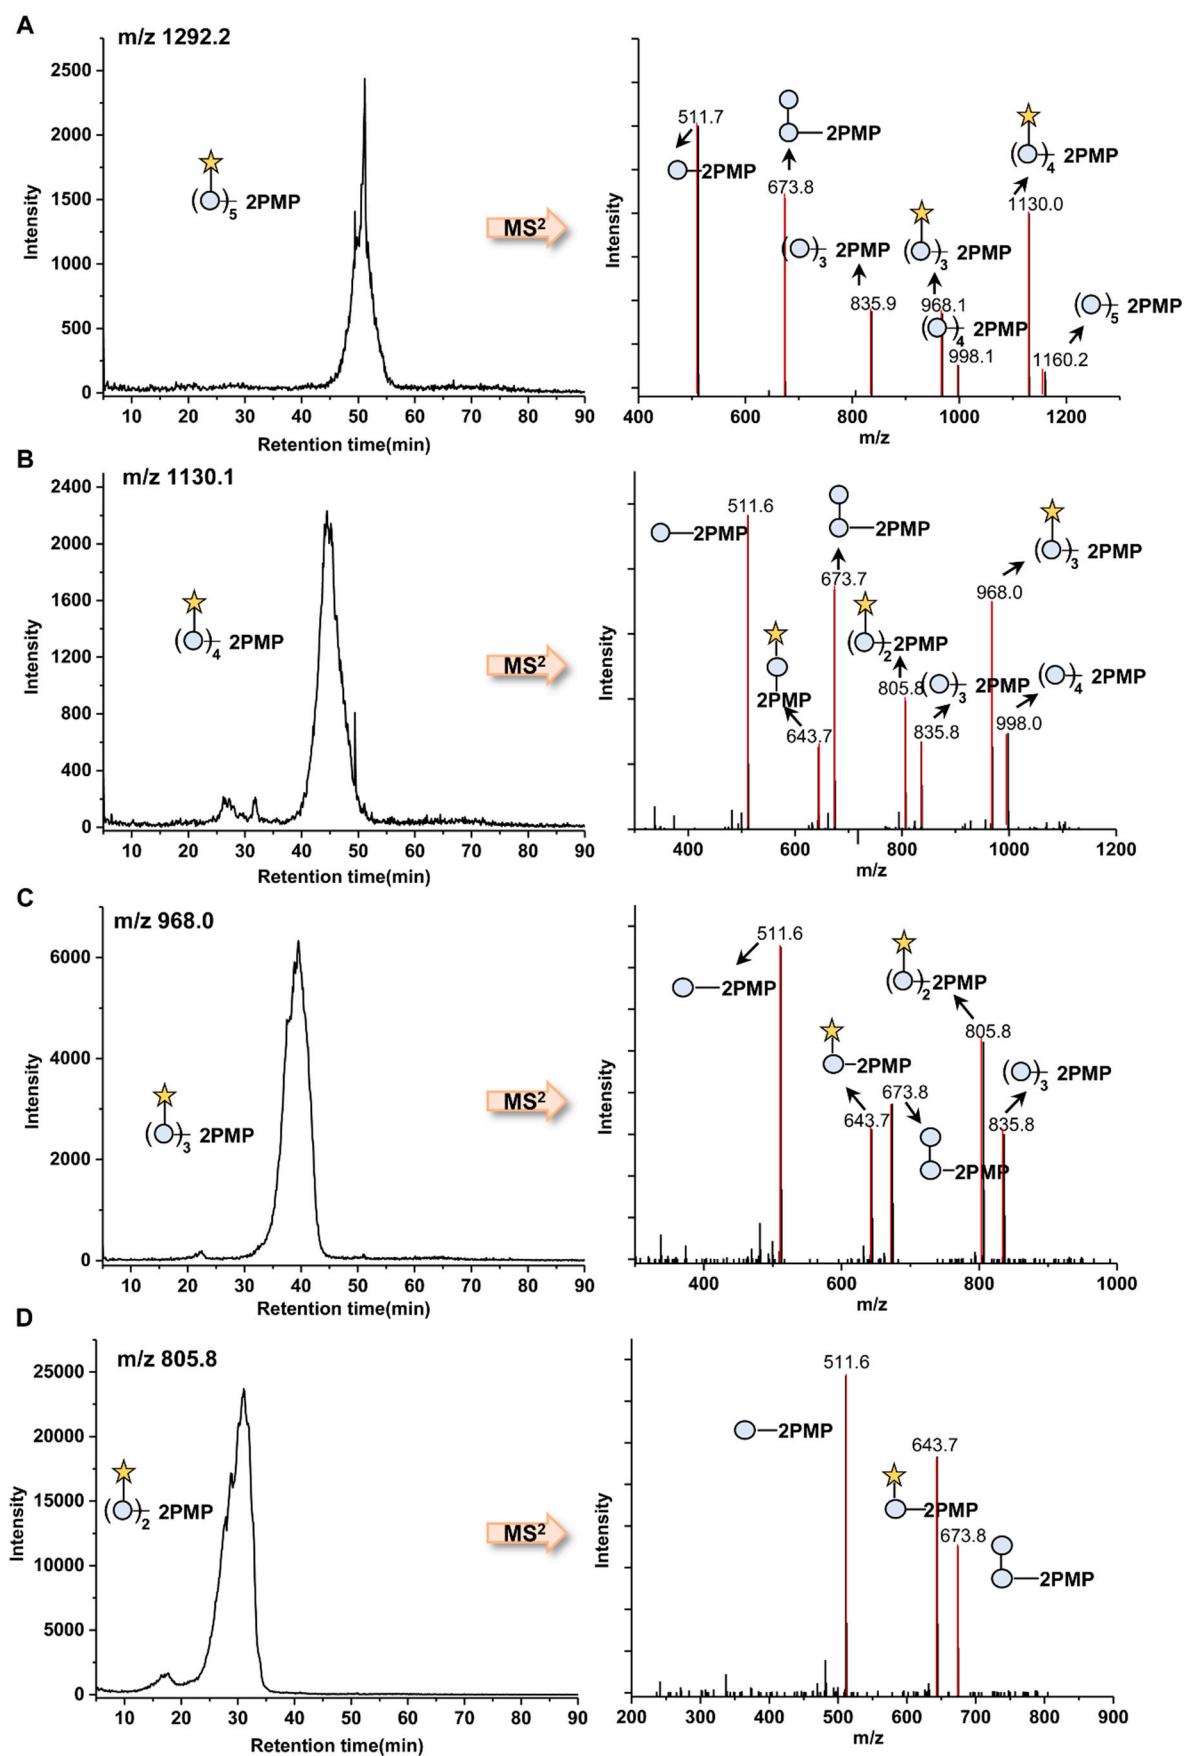 A
m/z 1292.2
Intensity
2500
2000
1500
1000
500
0
( )5 2PMP
10 20 30 40 50 60 70 80 90
Retention time(min)
MS2
Intensity
511.7
2PMP
2PMP
673.8
( )3 2PMP
835.9
( )3 2PMP
968.1
( )4 2PMP
998.1
( )4 2PMP
1130.0
( )5 2PMP
1160.2
400 600 800 1000 1200
m/z
B
m/z 1130.1
Intensity
2400
2000
1600
1200
800
400
0
( )4 2PMP
10 20 30 40 50 60 70 80 90
Retention time(min)
MS2
Intensity
511.6
2PMP
2PMP
673.7
2PMP
643.7
( )2 2PMP
805.8
( )3 2PMP
835.8
968.0
( )3 2PMP
( )4 2PMP
998.0
400 600 800 1000 1200
m/z
C
m/z 968.0
Intensity
6000
4000
2000
0
( )3 2PMP
10 20 30 40 50 60 70 80 90
Retention time(min)
MS2
Intensity
511.6
2PMP
( )2 2PMP
805.8
2PMP
643.7
673.8
2PMP
( )3 2PMP
835.8
400 600 800 1000
m/z
D
m/z 805.8
Intensity
25000
20000
15000
10000
5000
0
( )2 2PMP
10 20 30 40 50 60 70 80 90
Retention time(min)
MS2
Intensity
511.6
2PMP
643.7
2PMP
673.8
2PMP
200 300 400 500 600 700 800 900
m/z